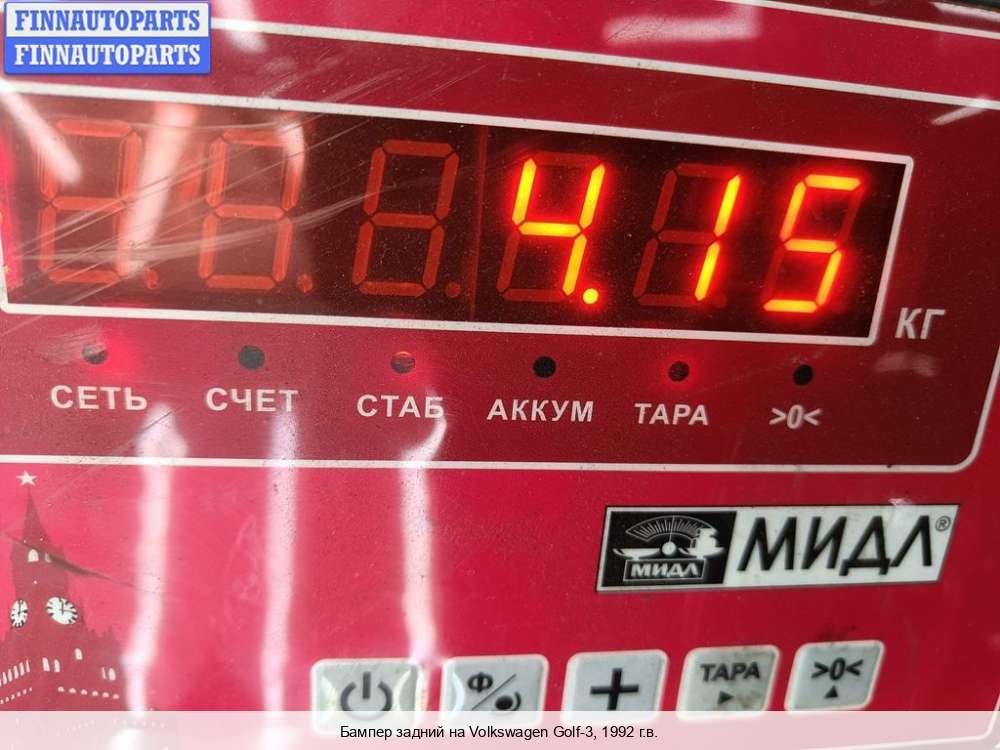 FINNAUTOPARTS
FINNAUTOPARTS
4.15
КГ
СЕТЬ СЧЕТ СТАБ АККУМ ТАРА >0<
МИДЛ МИДЛ®
Ф + ТАРА >0<
Бампер задний на Volkswagen Golf-3, 1992 г.в.